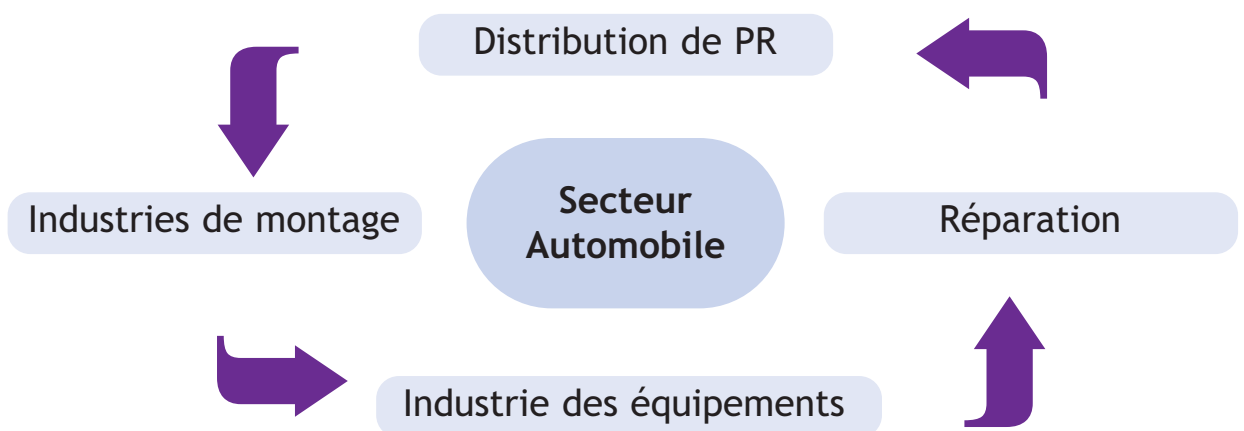 Distribution de PR
Industries de montage
Secteur
Automobile
Réparation
Industrie des équipements